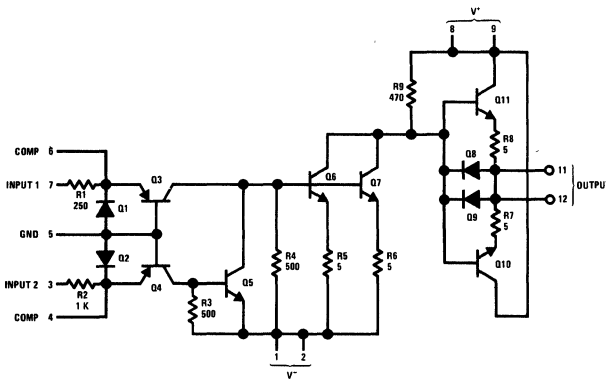 V+
8 9
R9
470
Q11
R8
5
COMP 6
INPUT 1 7
R1
250
Q1
Q3
Q6
Q7
Q8
11
OUTPUT
12
GND 5
Q9
R7
5
Q2
INPUT 2 3
R2
1 K
Q4
Q5
R3
500
R4
500
R5
5
R6
5
Q10
COMP 4
1 2
V−